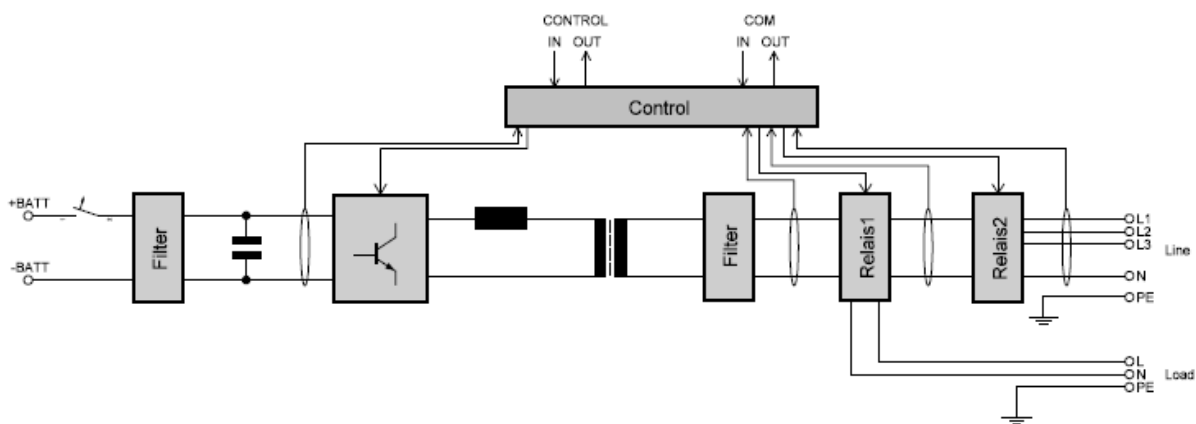 CONTROL
IN OUT
COM
IN OUT
Control
+BATT
-BATT
Filter
Filter
Relais1
Relais2
L1
L2
L3
Line
N
PE
L
N
Load
PE